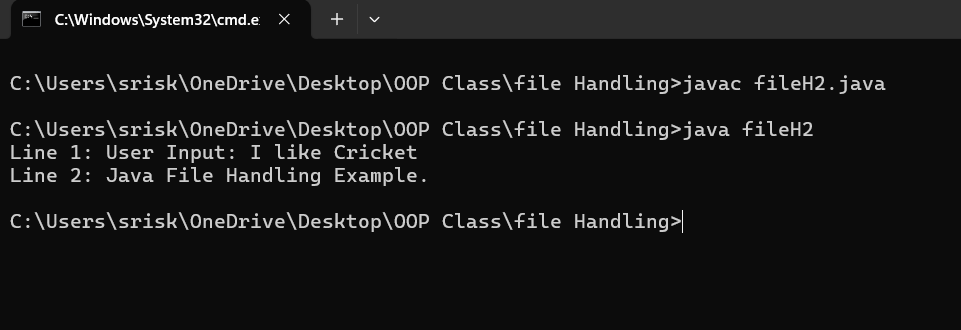 C:\Windows\System32\cmd.e
C:\Users\srisk\OneDrive\Desktop\OOP Class\file Handling>javac fileH2.java
C:\Users\srisk\OneDrive\Desktop\OOP Class\file Handling>java fileH2
Line 1: User Input: I like Cricket
Line 2: Java File Handling Example.
C:\Users\srisk\OneDrive\Desktop\OOP Class\file Handling>